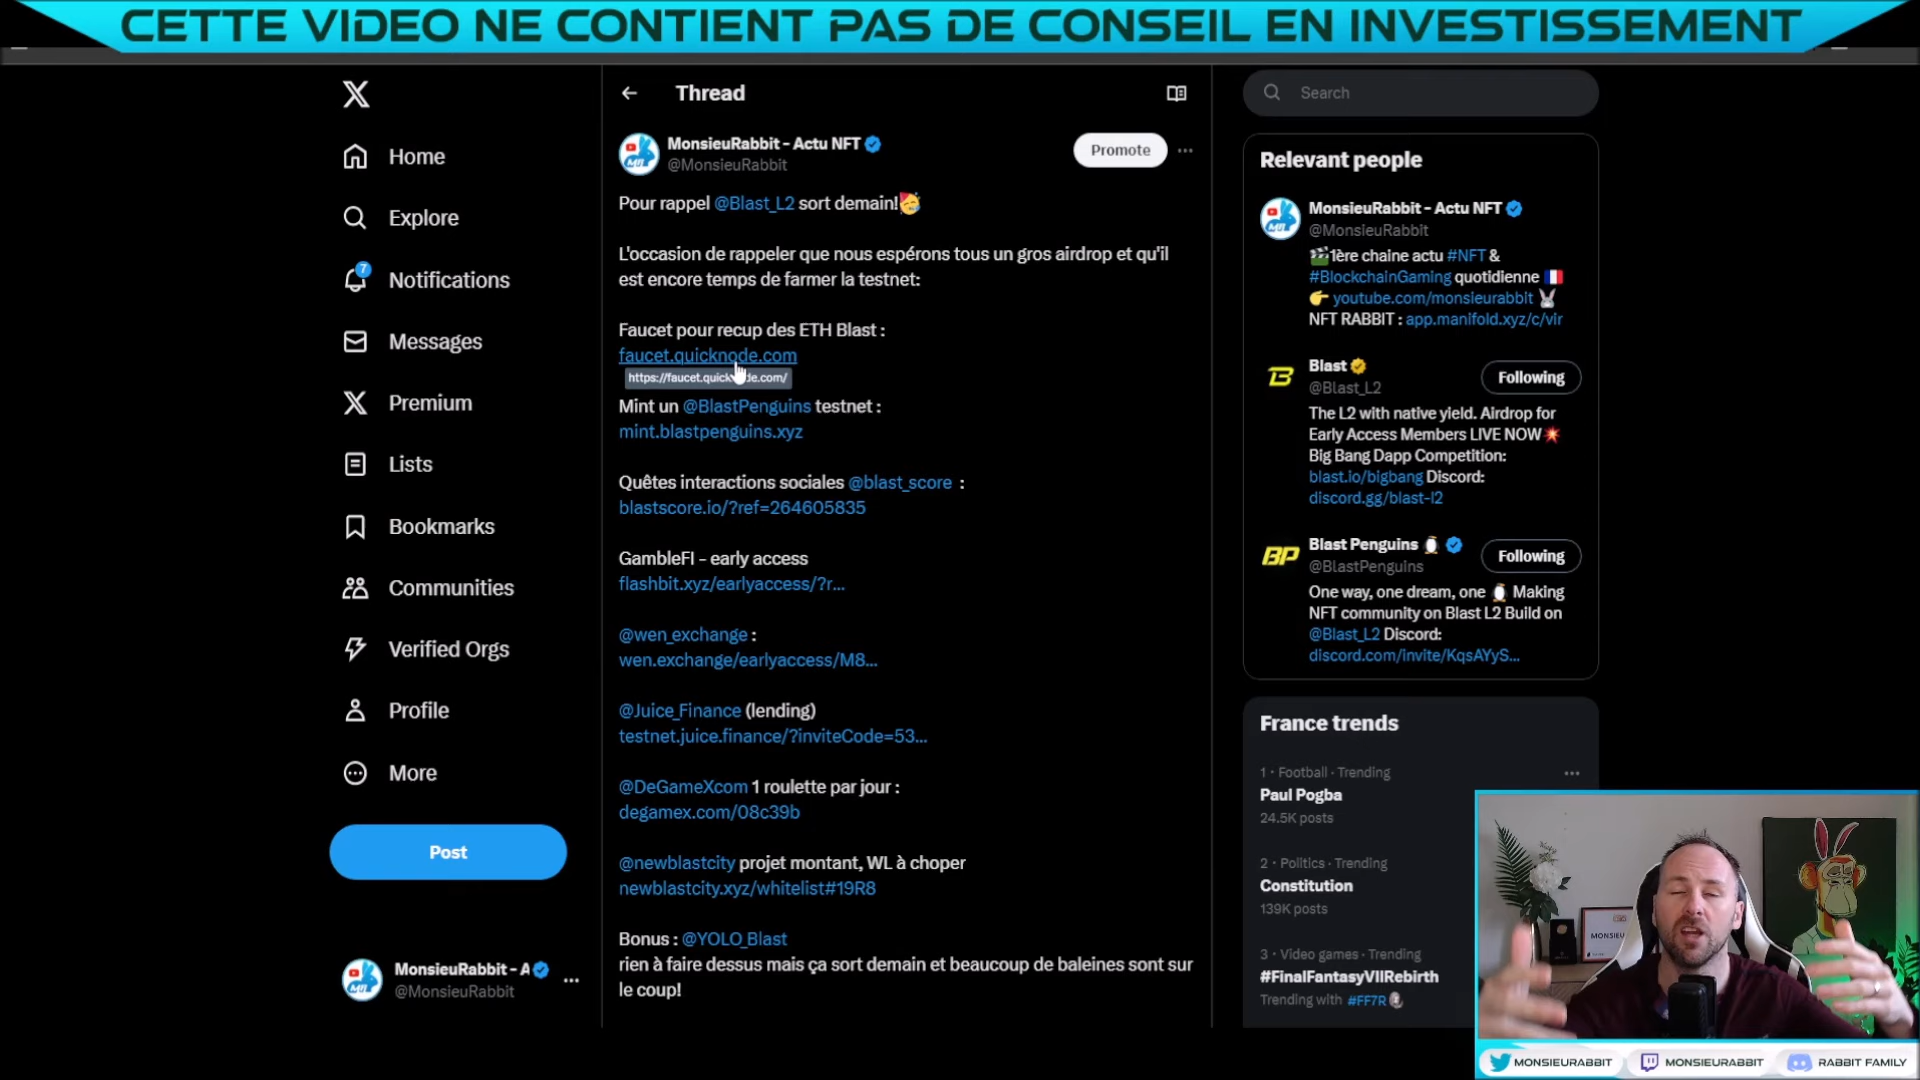 CETTE VIDEO NE CONTIENT PAS DE CONSEIL EN INVESTISSEMENT
Home
Explore
7
Notifications
Messages
Premium
Lists
Bookmarks
Communities
Verified Orgs
Profile
More
Post
MonsieuRabbit - A
@MonsieuRabbit
Thread
MonsieuRabbit - Actu NFT
@MonsieuRabbit
Promote
Pour rappel @Blast_L2 sort demain!
L'occasion de rappeler que nous espérons tous un gros airdrop et qu'il
est encore temps de farmer la testnet:
Faucet pour recup des ETH Blast :
faucet.quicknode.com
https://faucet.quicknode.com/
Mint un @BlastPenguins testnet :
mint.blastpenguins.xyz
Quêtes interactions sociales @blast_score :
blastscore.io/?ref=264605835
GambleFI - early access
flashbit.xyz/earlyaccess/?r...
@wen_exchange :
wen.exchange/earlyaccess/M8...
@Juice_Finance (lending)
testnet.juice.finance/?inviteCode=53...
@DeGameXcom 1 roulette par jour :
degamex.com/08c39b
@newblastcity projet montant, WL à choper
newblastcity.xyz/whitelist#19R8
Bonus : @YOLO_Blast
rien à faire dessus mais ça sort demain et beaucoup de baleines sont sur
le coup!
Search
Relevant people
MonsieuRabbit - Actu NFT
@MonsieuRabbit
1ère chaine actu #NFT &
#BlockchainGaming quotidienne
youtube.com/monsieurabbit
NFT RABBIT : app.manifold.xyz/c/vir
Blast
@Blast_L2
Following
The L2 with native yield. Airdrop for
Early Access Members LIVE NOW
Big Bang Dapp Competition:
blast.io/bigbang Discord:
discord.gg/blast-l2
Blast Penguins
@BlastPenguins
Following
One way, one dream, one Making
NFT community on Blast L2 Build on
@Blast_L2 Discord:
discord.com/invite/KqsAYyS...
France trends
1 · Football · Trending
Paul Pogba
24.5K posts
2 · Politics · Trending
Constitution
139K posts
3 · Video games · Trending
#FinalFantasyVIIRebirth
Trending with #FF7R
MONSIEU
MONSIEURABBIT
MONSIEURABBIT
RABBIT FAMILY